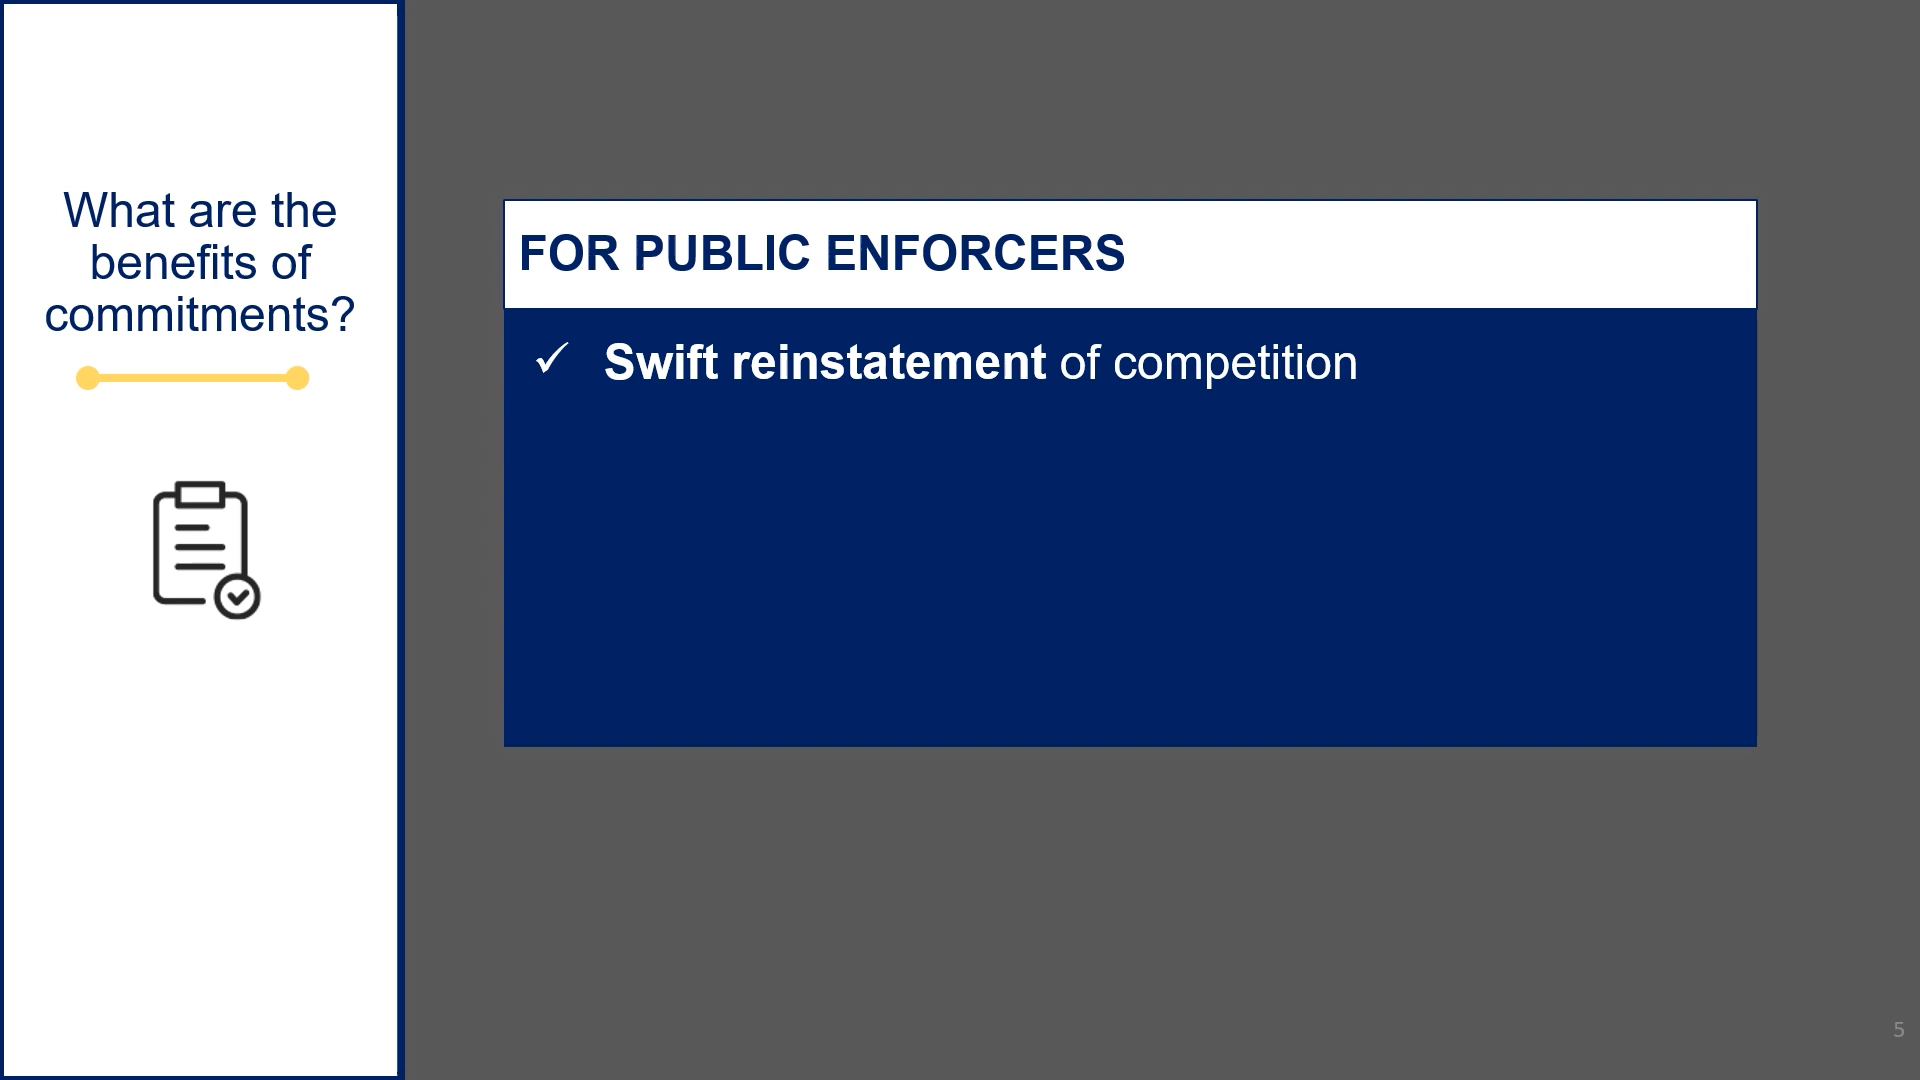 What are the
benefits of
commitments?
FOR PUBLIC ENFORCERS
✓ Swift reinstatement of competition
5